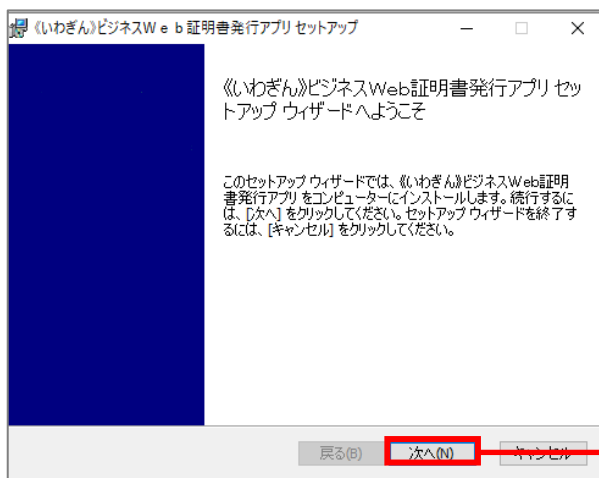 《いわぎん》ビジネスＷｅｂ証明書発行アプリ セットアップ
《いわぎん》ビジネスWeb証明書発行アプリ セッ
トアップ ウィザードへようこそ
このセットアップ ウィザードでは、《いわぎん》ビジネスWeb証明
書発行アプリ をコンピューターにインストールします。続行するに
は、[次へ] をクリックしてください。セットアップ ウィザードを終了す
るには、[キャンセル] をクリックしてください。
戻る(B)
次へ(N)
キャンセル